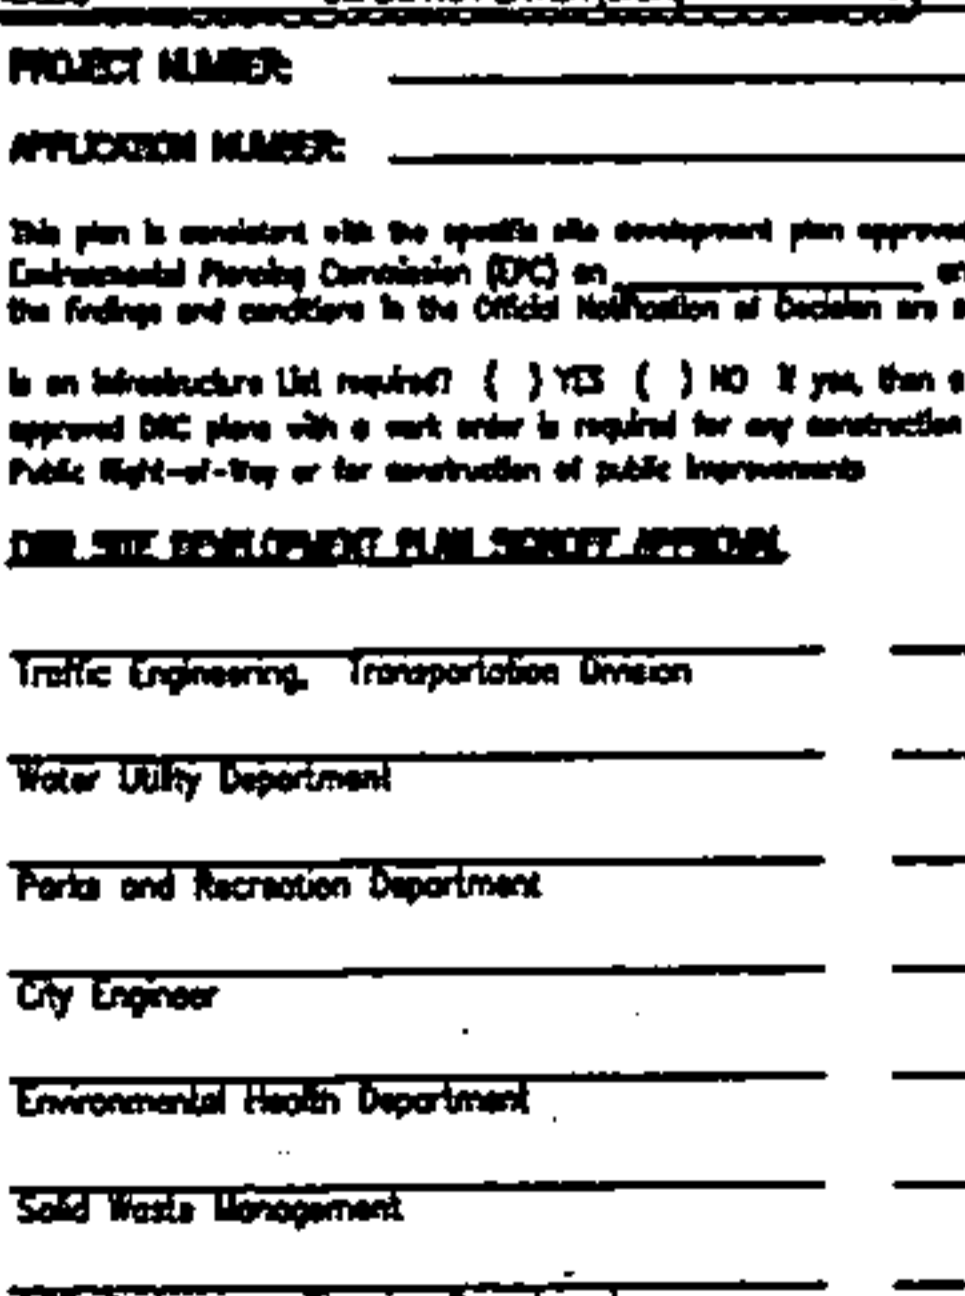 PROJECT NUMBER:
APPLICATION NUMBER:
This plan is consistent with the specific site development plan approved
Environmental Planning Commission (EPC) on
the findings and conditions in the Official Notification of Decision are
Is an Infrastructure List required? ( ) YES ( ) NO If yes, then
approved DRC plans with a work order is required for any construction
Public Right-of-Way or for construction of public improvements
DRB SITE DEVELOPMENT PLAN SIGNOFF APPROVAL
Traffic Engineering, Transportation Division
Water Utility Department
Parks and Recreation Department
City Engineer
Environmental Health Department
Solid Waste Management